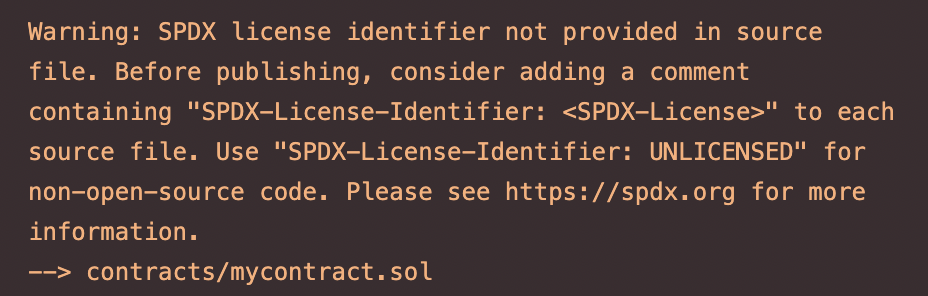 Warning: SPDX license identifier not provided in source
file. Before publishing, consider adding a comment
containing "SPDX-License-Identifier: <SPDX-License>" to each
source file. Use "SPDX-License-Identifier: UNLICENSED" for
non-open-source code. Please see https://spdx.org for more
information.
--> contracts/mycontract.sol